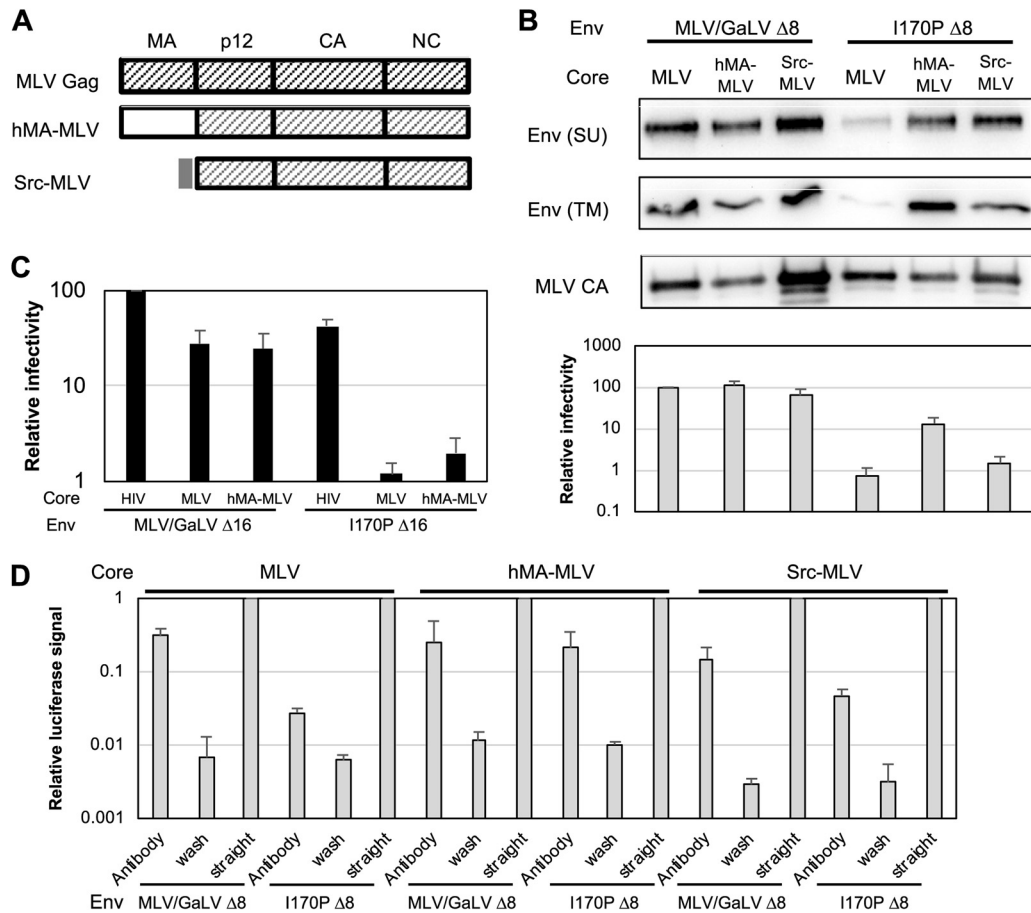 A
MA p12 CA NC
MLV Gag
hMA-MLV
Src-MLV
B
Env MLV/GaLV Δ8 I170P Δ8
Core MLV hMA-MLV Src-MLV MLV hMA-MLV Src-MLV
Env (SU)
Env (TM)
MLV CA
Relative infectivity
1000
100
10
1
0.1
C
Relative infectivity
100
10
1
Core HIV MLV hMA-MLV HIV MLV hMA-MLV
Env MLV/GaLV Δ16 I170P Δ16
D
Core MLV hMA-MLV Src-MLV
Relative luciferase signal
1
0.1
0.01
0.001
Antibody wash straight Antibody wash straight Antibody wash straight Antibody wash straight Antibody wash straight Antibody wash straight
Env MLV/GaLV Δ8 I170P Δ8 MLV/GaLV Δ8 I170P Δ8 MLV/GaLV Δ8 I170P Δ8